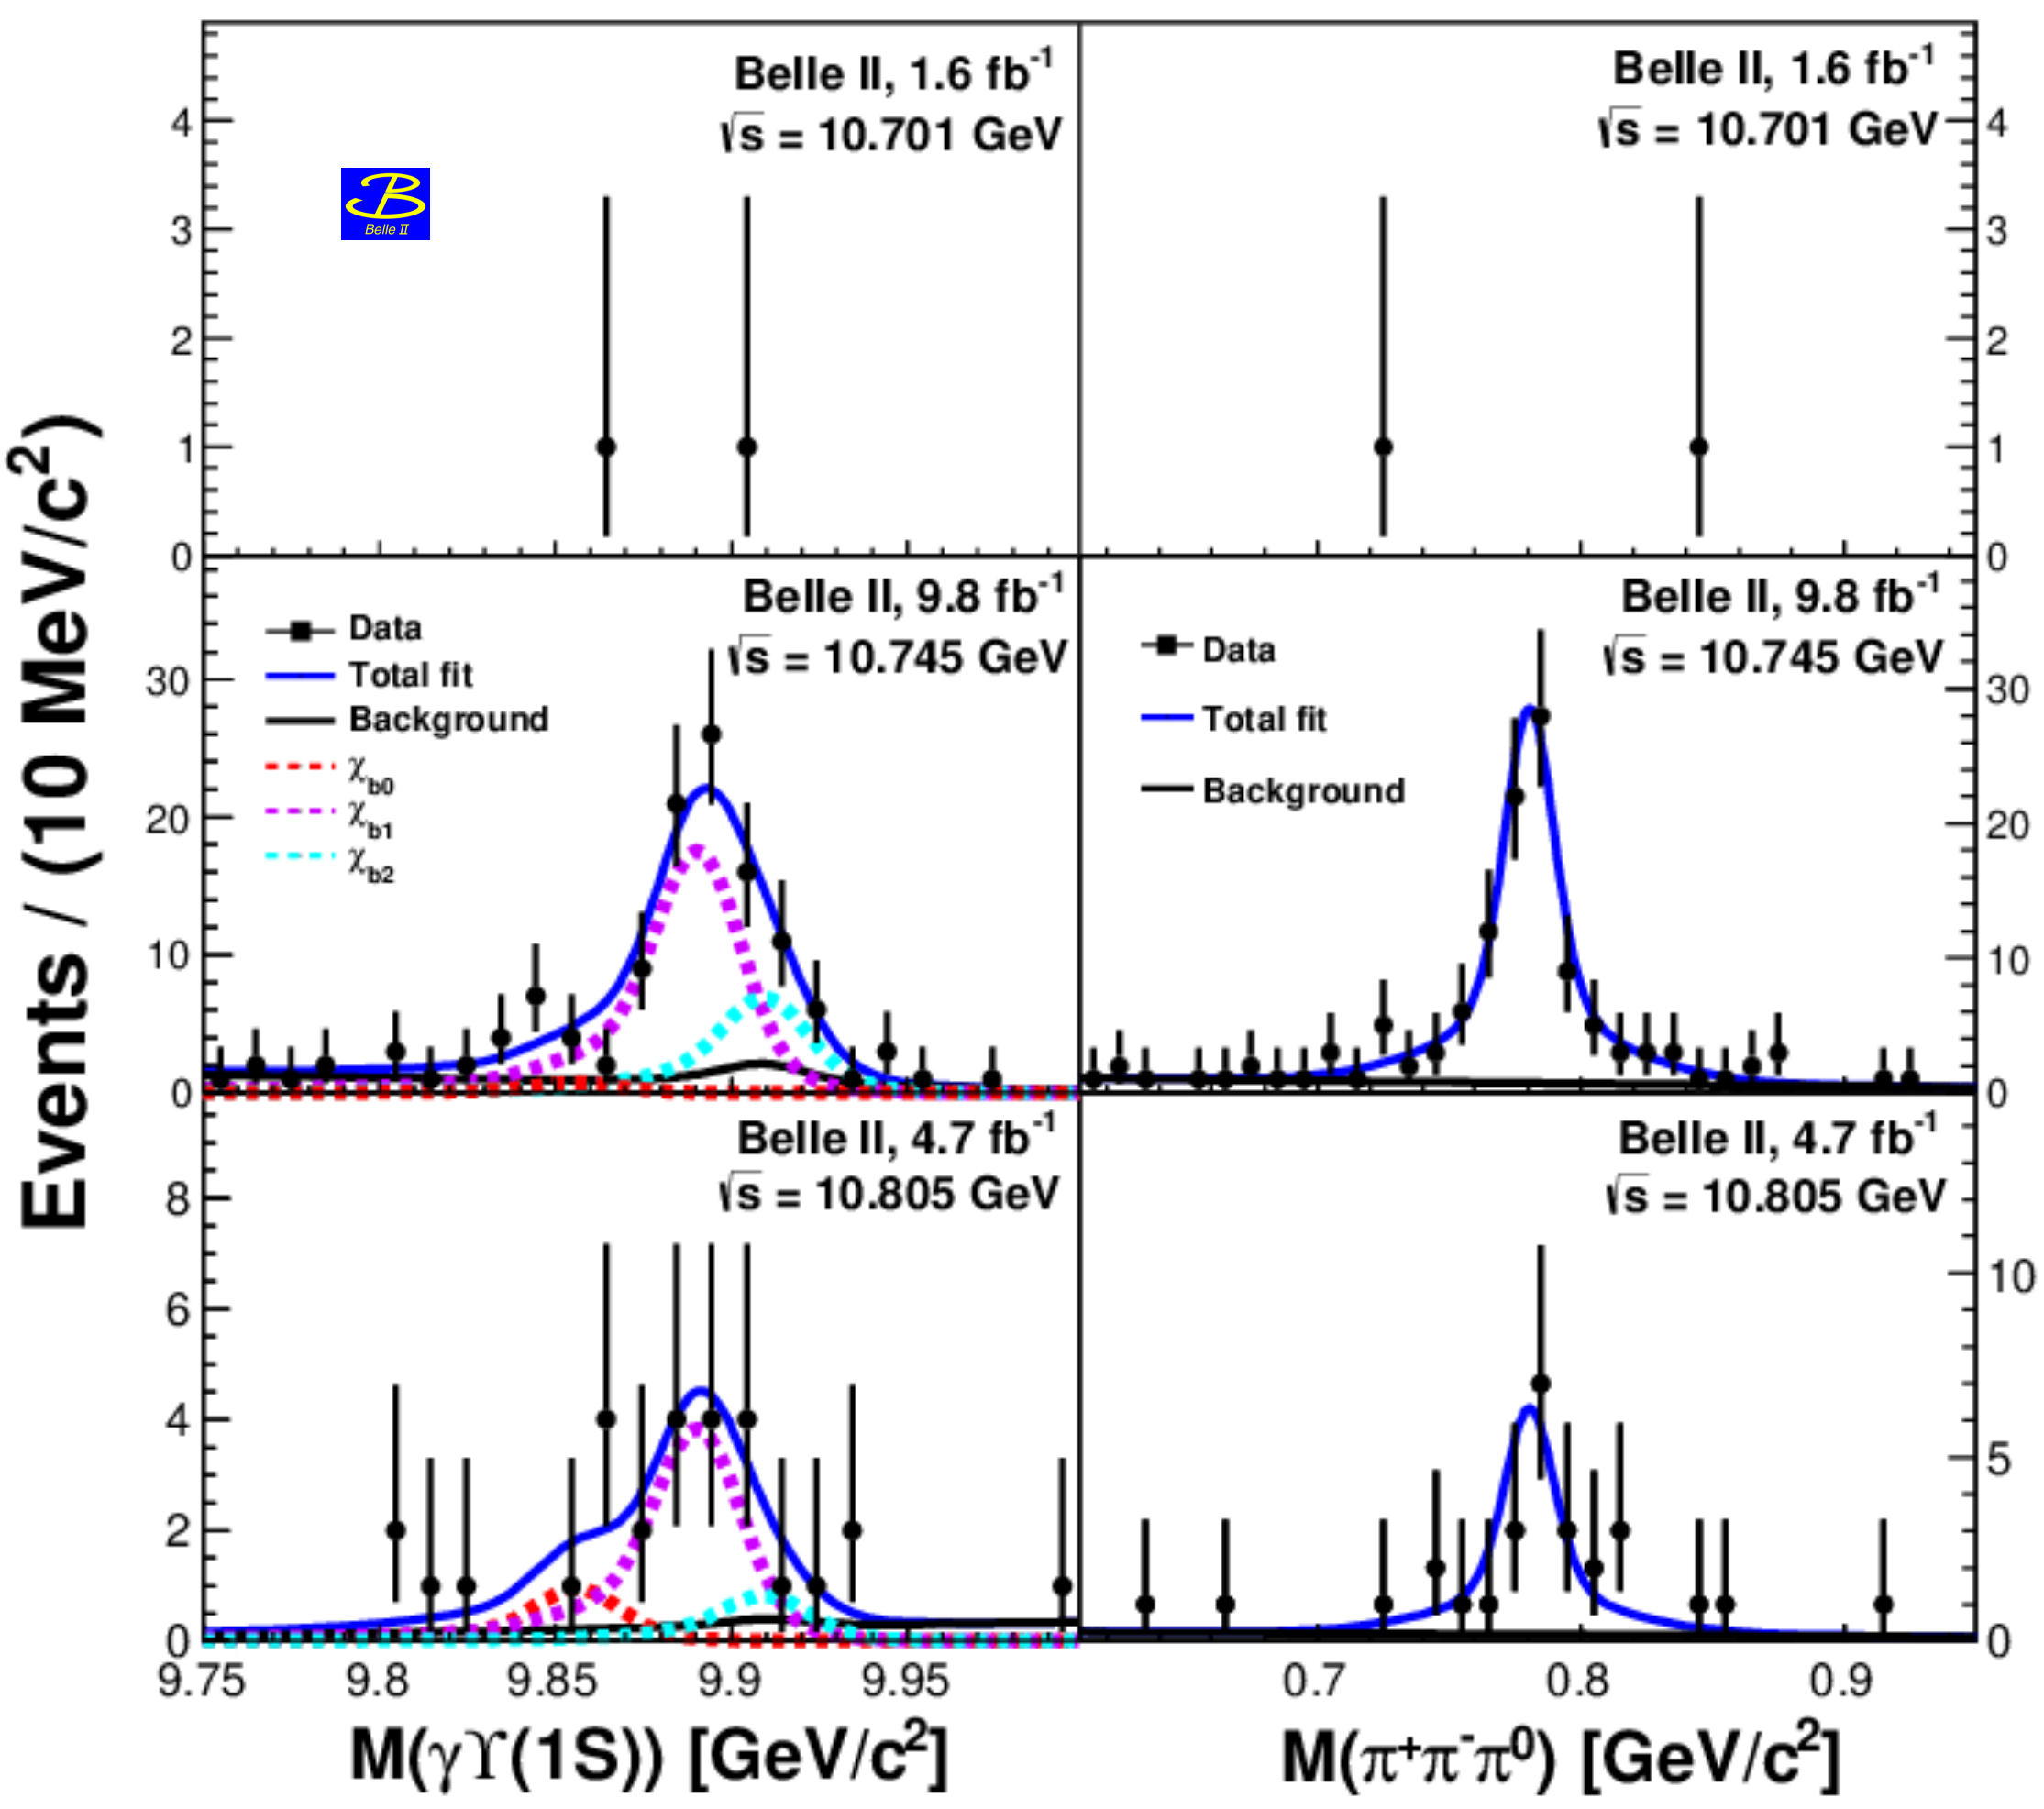 Events / (10 MeV/c²)
Belle II, 1.6 fb⁻¹
√s = 10.701 GeV
B
Belle II
4
3
2
1
0
Belle II, 1.6 fb⁻¹
√s = 10.701 GeV
4
3
2
1
0
Belle II, 9.8 fb⁻¹
√s = 10.745 GeV
Data
Total fit
Background
χb0
χb1
χb2
30
20
10
0
Belle II, 9.8 fb⁻¹
√s = 10.745 GeV
Data
Total fit
Background
30
20
10
0
Belle II, 4.7 fb⁻¹
√s = 10.805 GeV
8
6
4
2
0
9.75 9.8 9.85 9.9 9.95
M(γϒ(1S)) [GeV/c²]
Belle II, 4.7 fb⁻¹
√s = 10.805 GeV
10
5
0
0.7 0.8 0.9
M(π⁺π⁻π⁰) [GeV/c²]